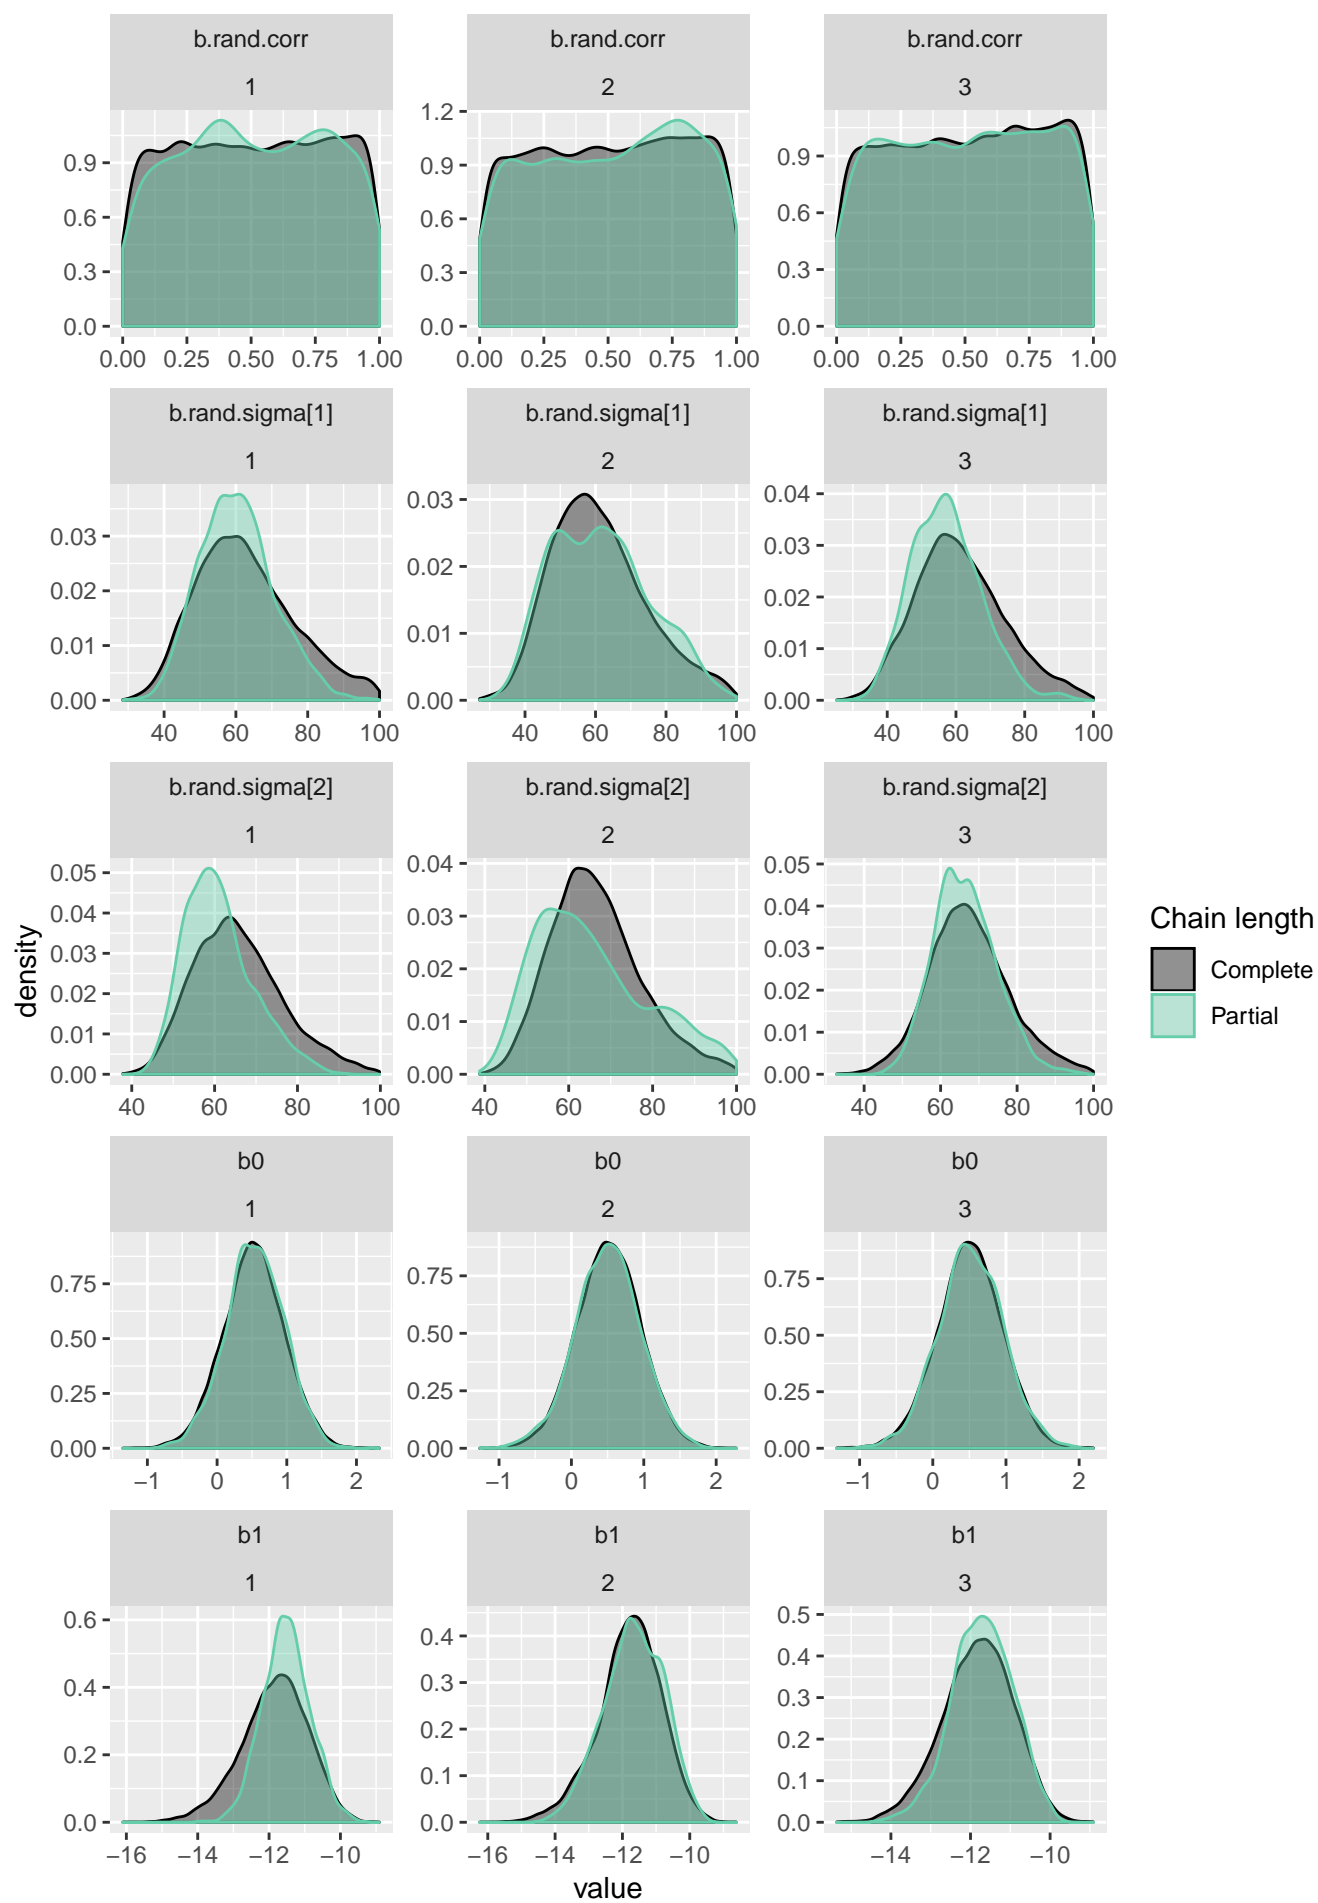 b.rand.corr b.rand.corr b.rand.corr
1 2 3
0.9 0.6 0.3 0.0
1.2 0.9 0.6 0.3 0.0
0.9 0.6 0.3 0.0
0.00 0.25 0.50 0.75 1.00 0.00 0.25 0.50 0.75 1.00 0.00 0.25 0.50 0.75 1.00
b.rand.sigma[1] b.rand.sigma[1] b.rand.sigma[1]
1 2 3
0.03 0.02 0.01 0.00
0.03 0.02 0.01 0.00
0.04 0.03 0.02 0.01 0.00
40 60 80 100 40 60 80 100 40 60 80 100
b.rand.sigma[2] b.rand.sigma[2] b.rand.sigma[2]
1 2 3
0.05 0.04 0.03 0.02 0.01 0.00
0.04 0.03 0.02 0.01 0.00
0.05 0.04 0.03 0.02 0.01 0.00
40 60 80 100 40 60 80 100 40 60 80 100
b0 b0 b0
1 2 3
0.75 0.50 0.25 0.00
0.75 0.50 0.25 0.00
0.75 0.50 0.25 0.00
−1 0 1 2 −1 0 1 2 −1 0 1 2
b1 b1 b1
1 2 3
0.6 0.4 0.2 0.0
0.4 0.3 0.2 0.1 0.0
0.5 0.4 0.3 0.2 0.1 0.0
−16 −14 −12 −10 −16 −14 −12 −10 −14 −12 −10
value
density
Chain length
Complete
Partial